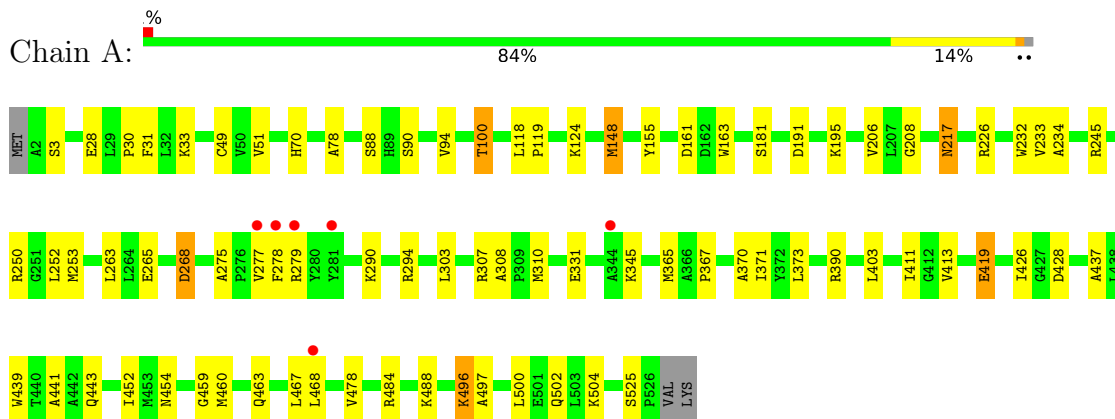 .%
Chain A:
84% 14% ••
MET A2 S3 E28 L29 P30 F31 L32 K33 C49 V50 V51 H70 A78 S88 H89 S90 V94 T100 L118 P119 K124 M148 Y155 D161 D162 W163 S181 D191 K195 V206 L207 G208 N217 R226 W232 V233 A234 R245
R250 G251 L252 M253 L263 L264 E265 D268 A275 P276 V277 F278 R279 Y280 Y281 K290 R294 L303 R307 A308 P309 M310 E331 A344 K345 M365 A366 P367 A370 I371 Y372 L373 R390 L403 I411 G412 V413 E419 I426 G427 D428 A437 L438
W439 T440 A441 A442 Q443 I452 M453 N454 G459 M460 Q463 L467 L468 V478 R484 K488 K496 A497 L500 E501 Q502 L503 K504 S525 P526 VAL LYS